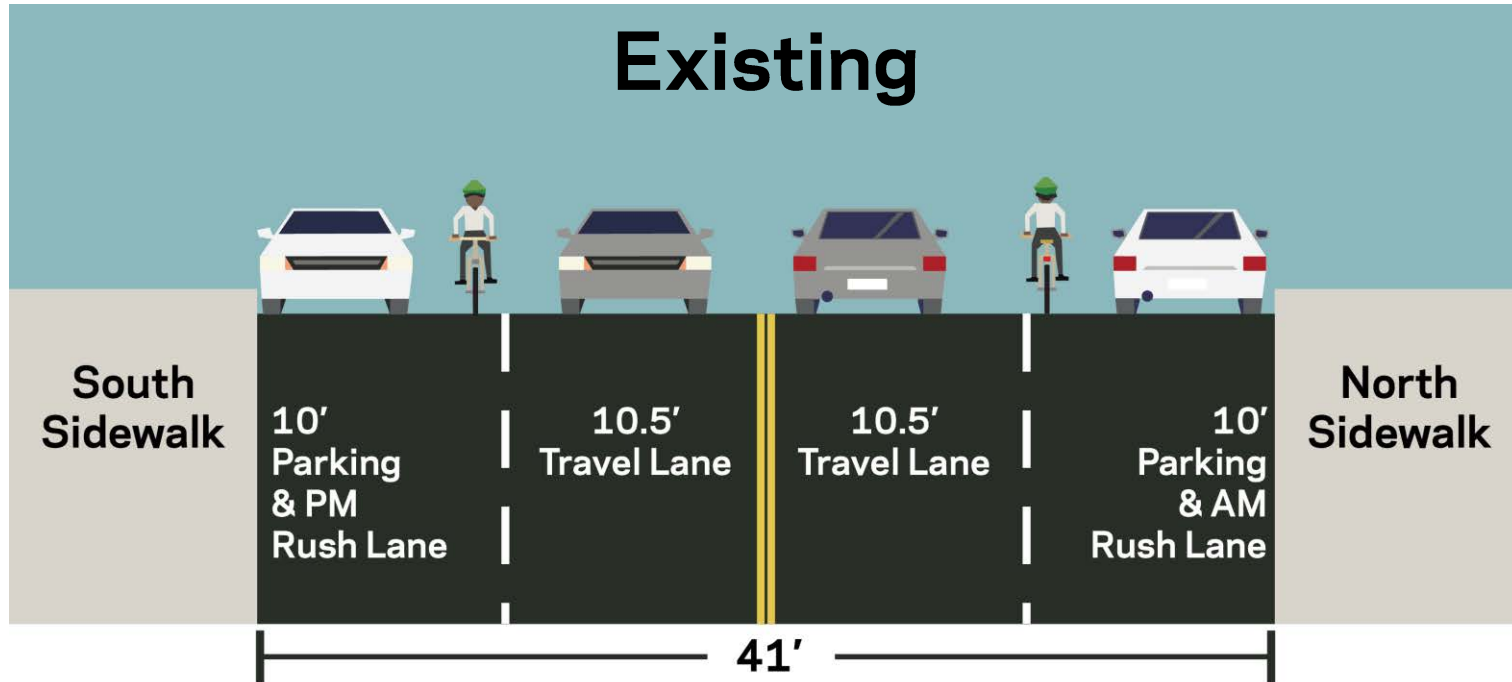 Existing
South
Sidewalk
10′
Parking
& PM
Rush Lane
10.5′
Travel Lane
10.5′
Travel Lane
10′
Parking
& AM
Rush Lane
North
Sidewalk
41′